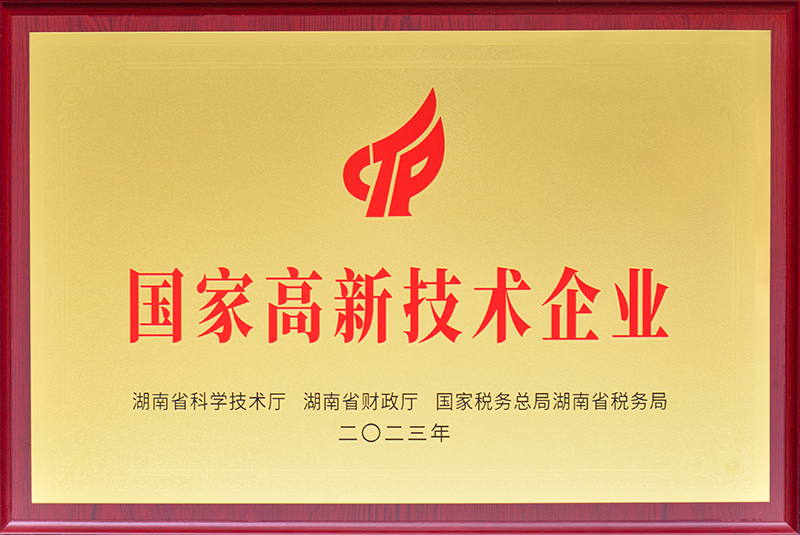 CTP
国家高新技术企业
湖南省科学技术厅 湖南省财政厅 国家税务总局湖南省税务局
二〇二三年